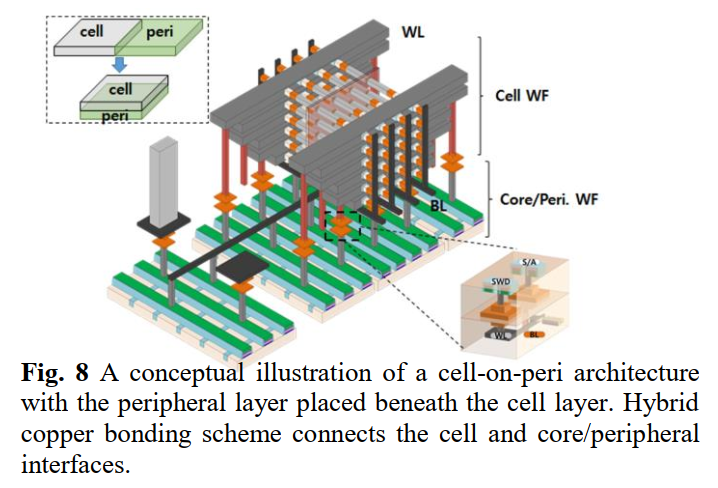 cell peri
cell
peri
WL
Cell WF
BL
Core/Peri. WF
S/A
SWD
WL BL
Fig. 8 A conceptual illustration of a cell-on-peri architecture
with the peripheral layer placed beneath the cell layer. Hybrid
copper bonding scheme connects the cell and core/peripheral
interfaces.